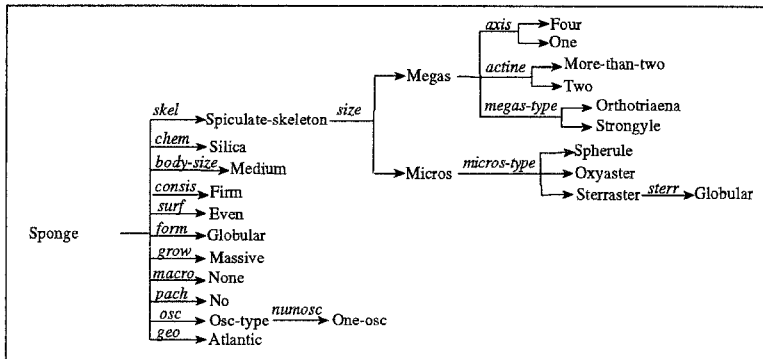 axis Four
One
Megas actine More-than-two
Two
megas-type Orthotriaena
Strongyle
skel Spiculate-skeleton size
chem Silica
body-size Medium
Micros micros-type Spherule
Oxyaster
Sterraster sterr Globular
consis Firm
surf Even
Sponge form Globular
grow Massive
macro None
pach No
osc Osc-type numosc One-osc
geo Atlantic